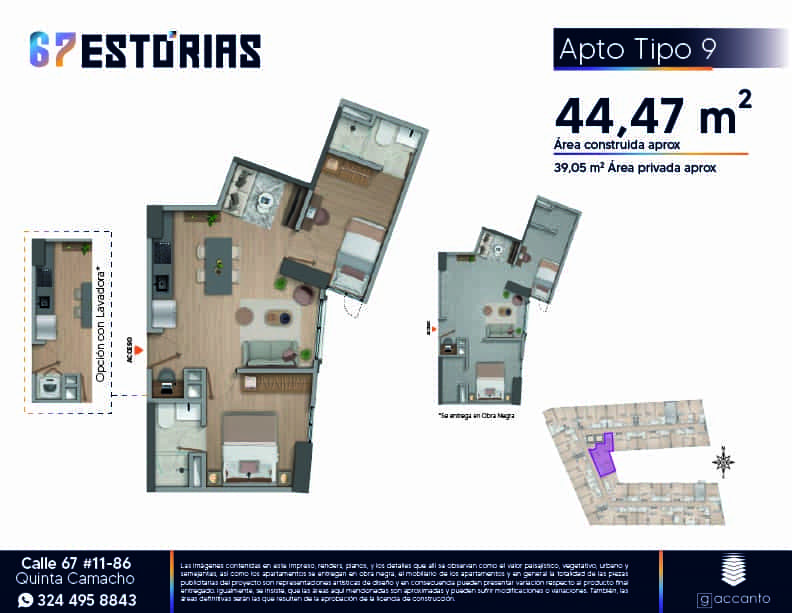 67 ESTÓRIAS
Apto Tipo 9
44,47 m²
Área construida aprox
39,05 m² Área privada aprox
Opción con Lavadora*
ACCESO
ACCESO
*Se entrega en Obra Negra
N
Calle 67 #11-86
Quinta Camacho
324 495 8843
Las imágenes contenidas en este impreso, renders, planos, y los detalles que allí se observan como el valor paisajístico, vegetativo, urbano y
semejantes, así como los apartamentos se entregan en obra negra, el mobiliario de los apartamentos y en general la totalidad de las piezas
publicitarias del proyecto son representaciones artísticas de diseño y en consecuencia pueden presentar variación respecto al producto final
entregado. Igualmente, se insiste, que las áreas aquí mencionadas son aproximadas y pueden sufrir modificaciones o variaciones. También, las
áreas definitivas serán las que resulten de la aprobación de la licencia de construcción.
g accanto